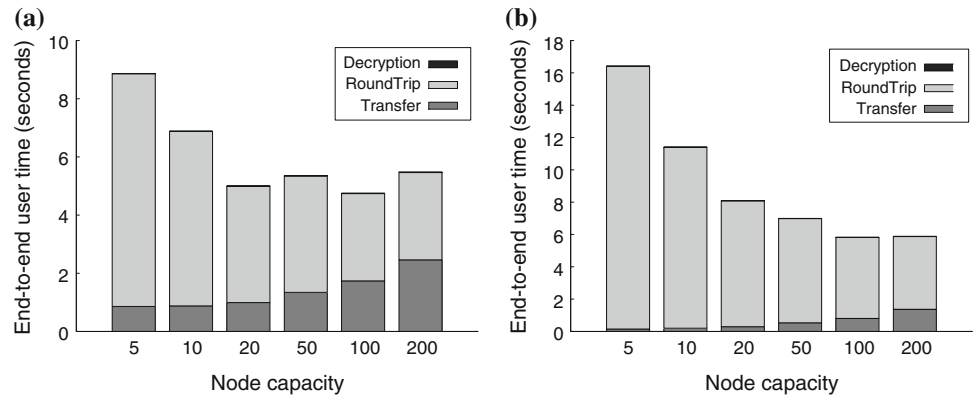 (a)
End-to-end user time (seconds)
10
8
6
4
2
0
Decryption
RoundTrip
Transfer
5 10 20 50 100 200
Node capacity
(b)
End-to-end user time (seconds)
18
16
14
12
10
8
6
4
2
0
Decryption
RoundTrip
Transfer
5 10 20 50 100 200
Node capacity